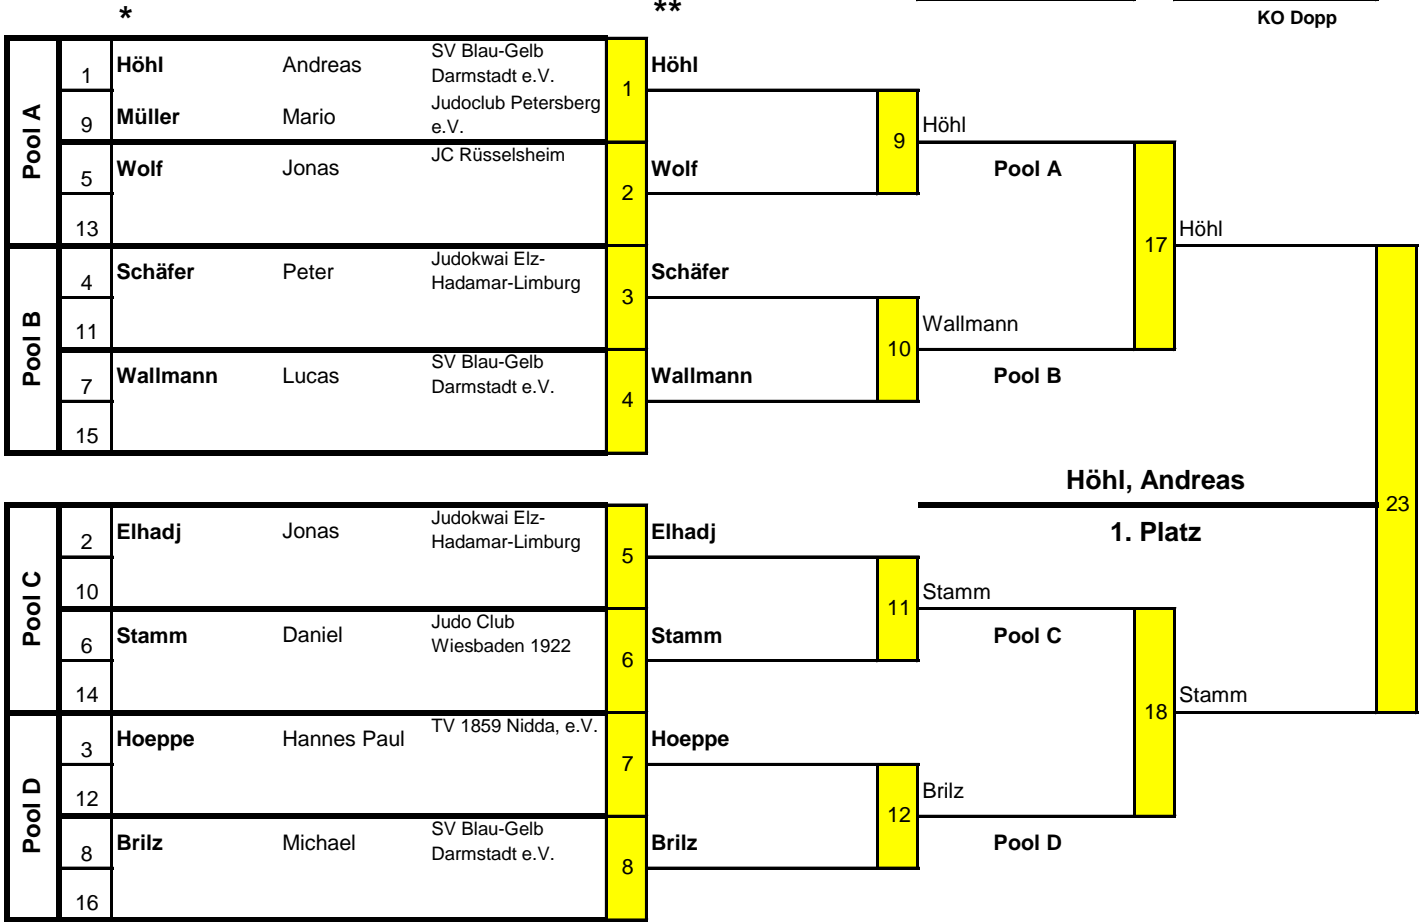 * **
KO Dopp
Pool A
1 Höhl Andreas SV Blau-Gelb
Darmstadt e.V.
1
Höhl
9 Müller Mario Judoclub Petersberg
e.V.
9
Höhl
5 Wolf Jonas JC Rüsselsheim
2
Wolf
Pool A
13
17
Höhl
Pool B
4 Schäfer Peter Judokwai Elz-
Hadamar-Limburg
3
Schäfer
11
10
Wallmann
7 Wallmann Lucas SV Blau-Gelb
Darmstadt e.V.
4
Wallmann
Pool B
15
Höhl, Andreas
23
1. Platz
Pool C
2 Elhadj Jonas Judokwai Elz-
Hadamar-Limburg
5
Elhadj
10
11
Stamm
6 Stamm Daniel Judo Club
Wiesbaden 1922
6
Stamm
Pool C
14
18
Stamm
Pool D
3 Hoeppe Hannes Paul TV 1859 Nidda, e.V.
7
Hoeppe
12
12
Brilz
8 Brilz Michael SV Blau-Gelb
Darmstadt e.V.
8
Brilz
Pool D
16